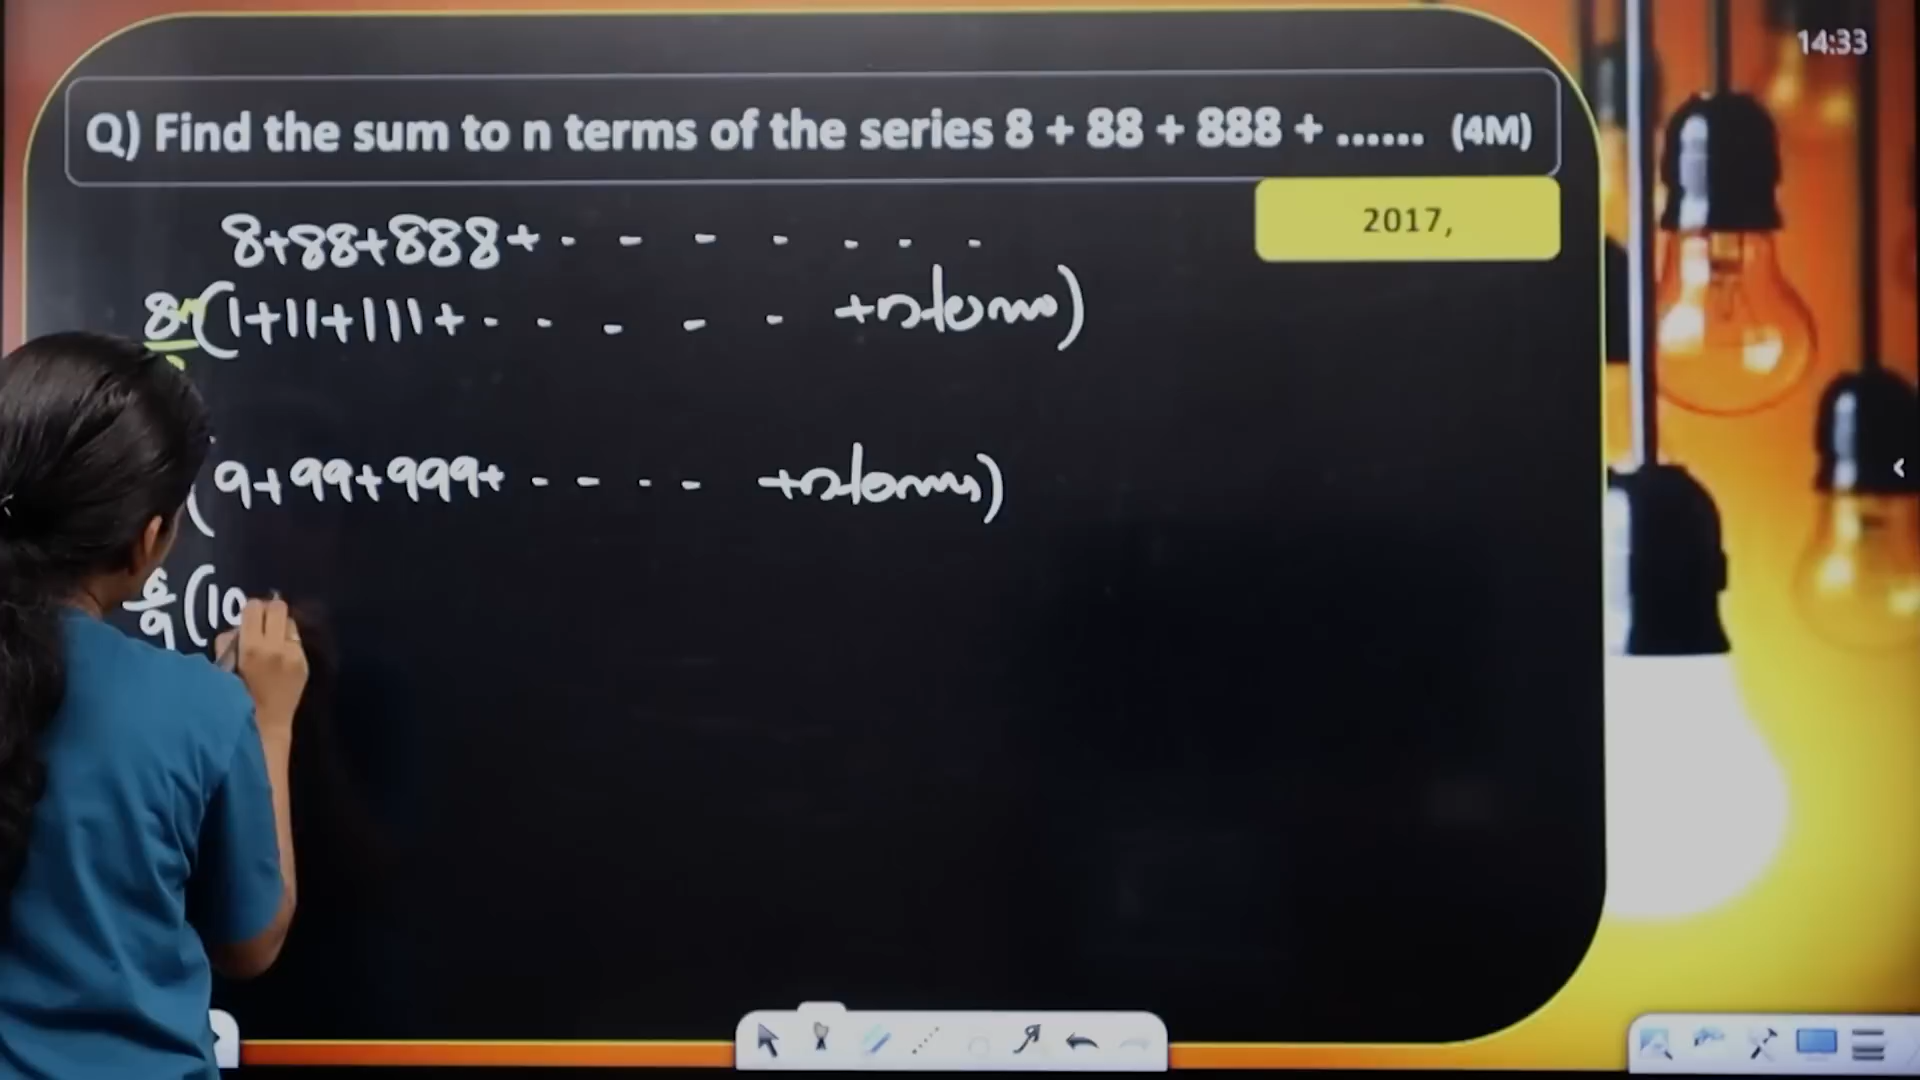 14:33
Q) Find the sum to n terms of the series 8 + 88 + 888 + ...... (4M)
2017,
8+88+888+ - - - - - - -
8 (1+11+111+ - - - - - +n terms)
(9+99+999+ - - - - +n terms)
8/9 (10